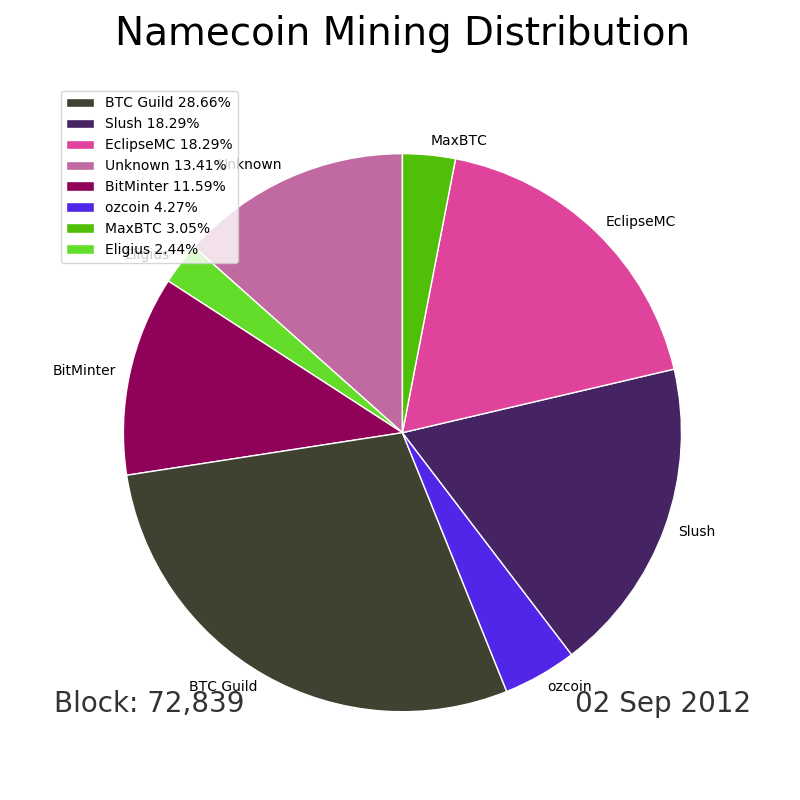 Namecoin Mining Distribution
BTC Guild 28.66%
Slush 18.29%
EclipseMC 18.29%
Unknown 13.41%
BitMinter 11.59%
ozcoin 4.27%
MaxBTC 3.05%
Eligius 2.44%
MaxBTC
Unknown
EclipseMC
Eligius
BitMinter
Slush
BTC Guild
ozcoin
Block: 72,839
02 Sep 2012